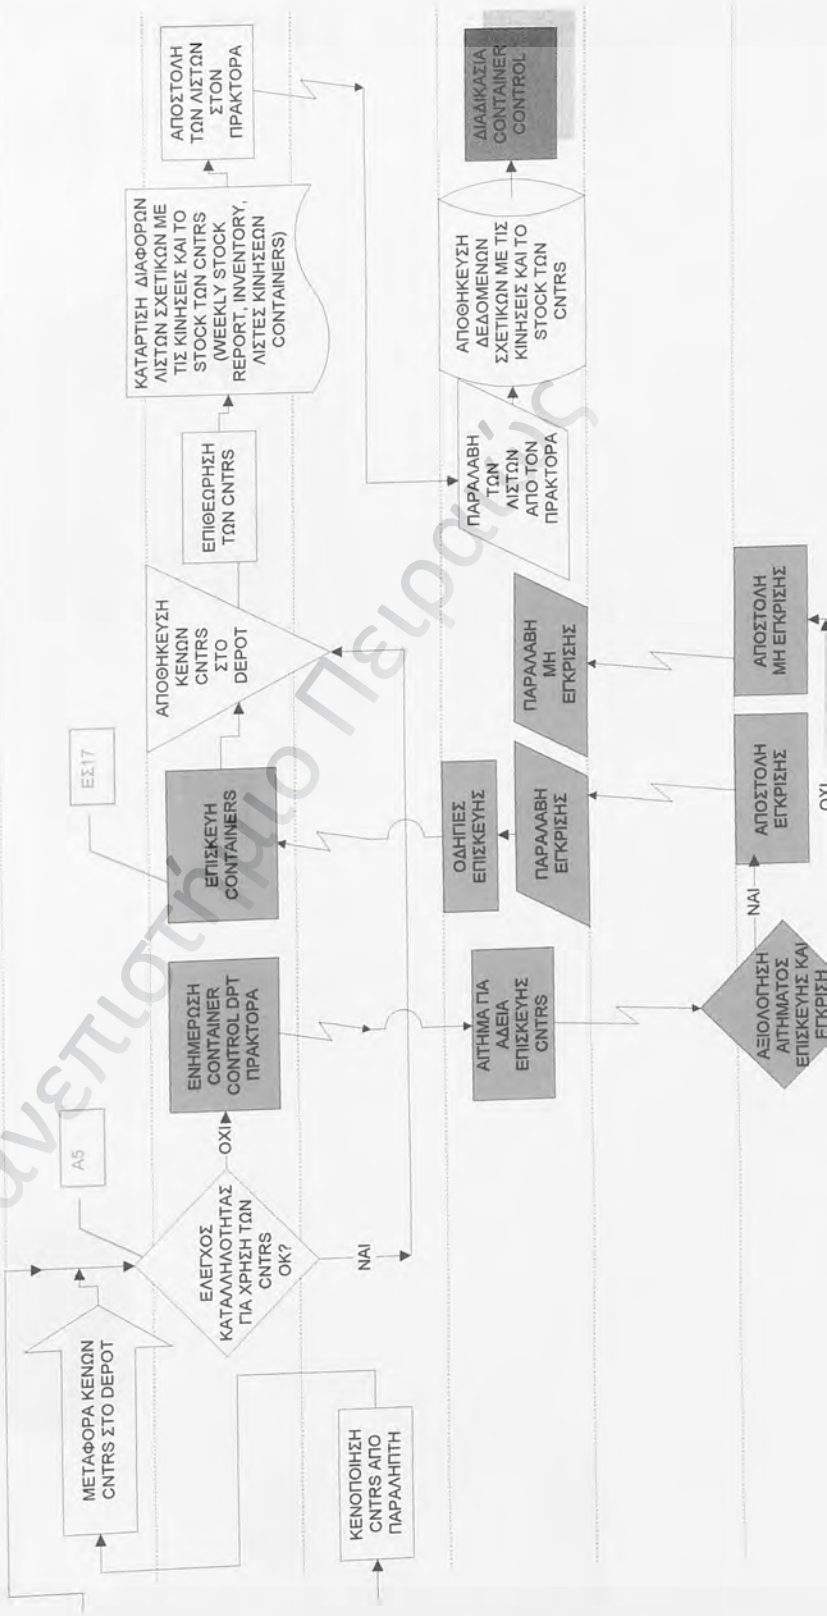 ΚΕΝΟΠΟΙΗΣΗ
CNTRS ΑΠΟ
ΠΑΡΑΛΗΠΤΗ
ΜΕΤΑΦΟΡΑ ΚΕΝΩΝ
CNTRS ΣΤΟ DEPOT
Α5
ΕΛΕΓΧΟΣ
ΚΑΤΑΛΛΗΛΟΤΗΤΑΣ
ΓΙΑ ΧΡΗΣΗ ΤΩΝ
CNTRS
ΟΚ?
ΝΑΙ
ΟΧΙ
ΕΝΗΜΕΡΩΣΗ
CONTAINER
CONTROL DPT
ΠΡΑΚΤΟΡΑ
ΕΣ17
ΕΠΙΣΚΕΥΗ
CONTAINERS
ΑΠΟΘΗΚΕΥΣΗ
ΚΕΝΩΝ
CNTRS
ΣΤΟ
DEPOT
ΕΠΙΘΕΩΡΗΣΗ
ΤΩΝ CNTRS
ΚΑΤΑΡΤΙΣΗ ΔΙΑΦΟΡΩΝ
ΛΙΣΤΩΝ ΣΧΕΤΙΚΩΝ ΜΕ
ΤΙΣ ΚΙΝΗΣΕΙΣ ΚΑΙ ΤΟ
STOCK ΤΩΝ CNTRS
(WEEKLY STOCK
REPORT, INVENTORY,
ΛΙΣΤΕΣ ΚΙΝΗΣΕΩΝ
CONTAINERS)
ΑΠΟΣΤΟΛΗ
ΤΩΝ ΛΙΣΤΩΝ
ΣΤΟΝ
ΠΡΑΚΤΟΡΑ
ΑΙΤΗΜΑ ΓΙΑ
ΑΔΕΙΑ
ΕΠΙΣΚΕΥΗΣ
CNTRS
ΟΔΗΓΙΕΣ
ΕΠΙΣΚΕΥΗΣ
ΠΑΡΑΛΑΒΗ
ΕΓΚΡΙΣΗΣ
ΠΑΡΑΛΑΒΗ
ΜΗ
ΕΓΚΡΙΣΗΣ
ΠΑΡΑΛΑΒΗ
ΤΩΝ
ΛΙΣΤΩΝ
ΑΠΟ ΤΟΝ
ΠΡΑΚΤΟΡΑ
ΑΠΟΘΗΚΕΥΣΗ
ΔΕΔΟΜΕΝΩΝ
ΣΧΕΤΙΚΩΝ ΜΕ ΤΙΣ
ΚΙΝΗΣΕΙΣ ΚΑΙ ΤΟ
STOCK ΤΩΝ
CNTRS
ΔΙΑΔΙΚΑΣΙΑ
CONTAINER
CONTROL
ΑΞΙΟΛΟΓΗΣΗ
ΑΙΤΗΜΑΤΟΣ
ΕΠΙΣΚΕΥΗΣ ΚΑΙ
ΕΓΚΡΙΣΗ
ΝΑΙ
ΑΠΟΣΤΟΛΗ
ΕΓΚΡΙΣΗΣ
ΟΧΙ
ΑΠΟΣΤΟΛΗ
ΜΗ ΕΓΚΡΙΣΗΣ
Πειραιώς